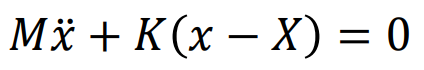 Mẍ + K(x − X) = 0